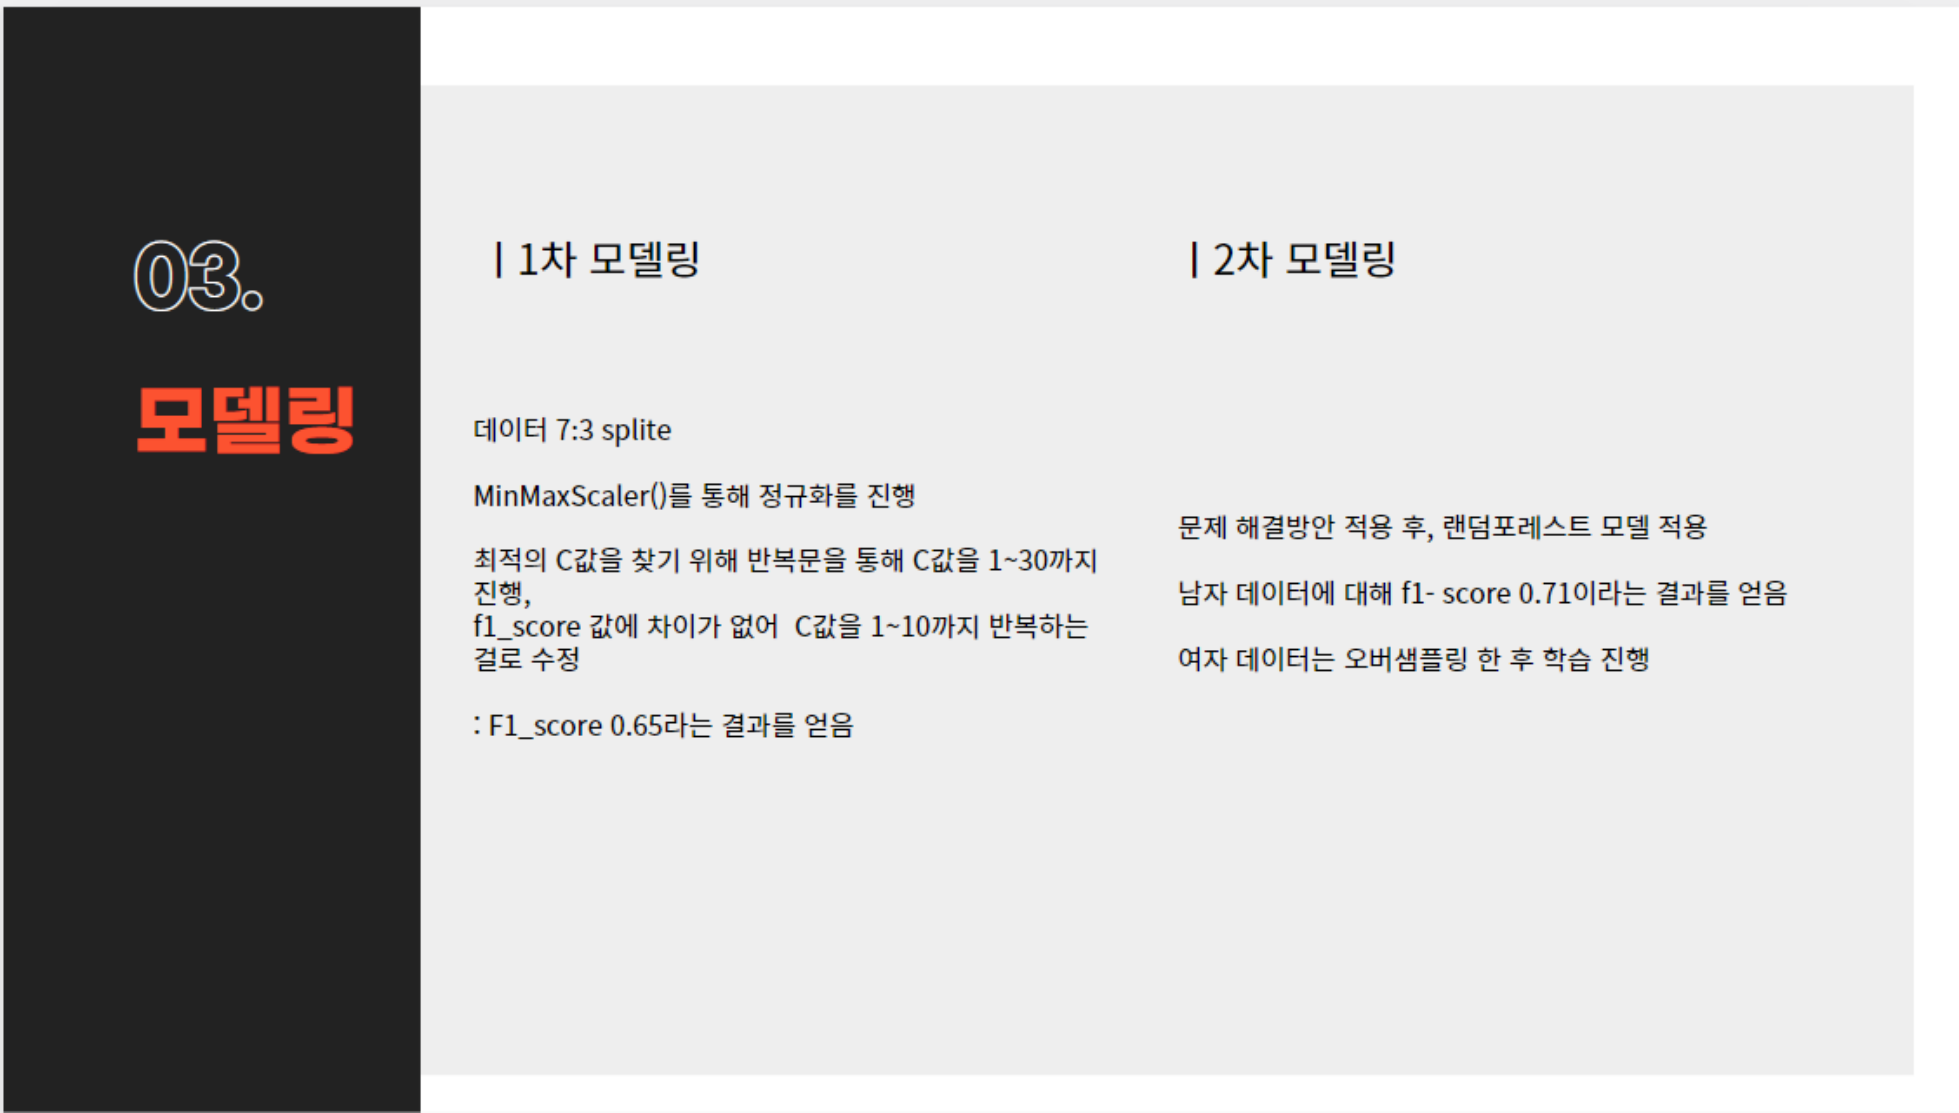 03.
모델링
| 1차 모델링
데이터 7:3 splite
MinMaxScaler()를 통해 정규화를 진행
최적의 C값을 찾기 위해 반복문을 통해 C값을 1~30까지
진행,
f1_score 값에 차이가 없어  C값을 1~10까지 반복하는
걸로 수정
: F1_score 0.65라는 결과를 얻음
| 2차 모델링
문제 해결방안 적용 후, 랜덤포레스트 모델 적용
남자 데이터에 대해 f1- score 0.71이라는 결과를 얻음
여자 데이터는 오버샘플링 한 후 학습 진행